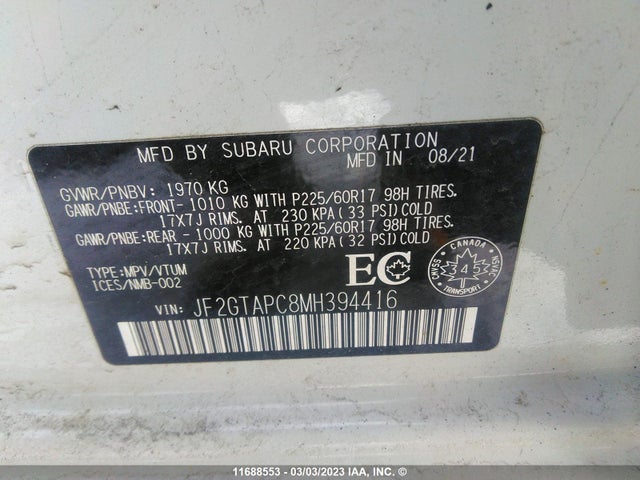 MFD BY SUBARU CORPORATION
MFD IN 08/21
GVWR/PNBV: 1970 KG
GAWR/PNBE:FRONT- 1010 KG WITH P225/60R17 98H TIRES.
17X7J RIMS. AT 230 KPA (33 PSI) COLD
GAWR/PNBE:REAR - 1000 KG WITH P225/60R17 98H TIRES.
17X7J RIMS. AT 220 KPA (32 PSI) COLD
TYPE:MPV/VTUM
ICES/NMB-002
EC
CANADA
CMVSS
NSVAC
345
TRANSPORT
VIN: JF2GTAPC8MH394416
11688553 - 03/03/2023 IAA, INC. ©